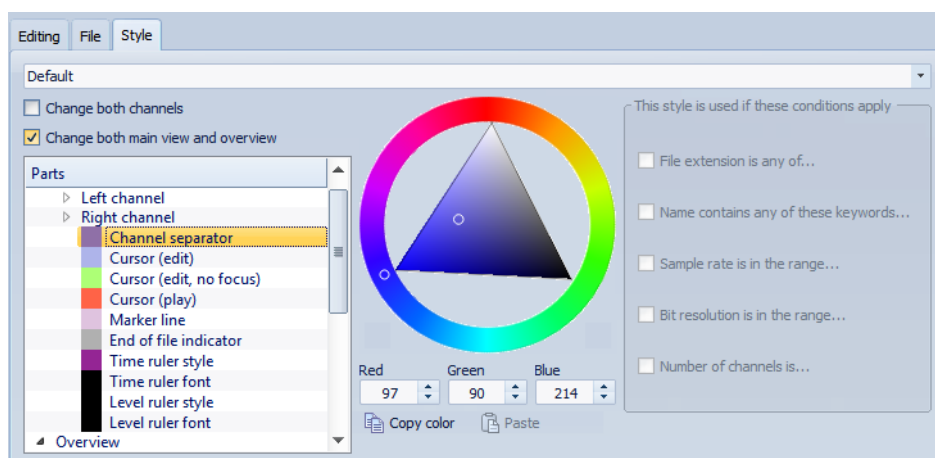 Editing File Style
Default
Change both channels
Change both main view and overview
Parts
Left channel
Right channel
Channel separator
Cursor (edit)
Cursor (edit, no focus)
Cursor (play)
Marker line
End of file indicator
Time ruler style
Time ruler font
Level ruler style
Level ruler font
Overview
Red Green Blue
97 90 214
Copy color Paste
This style is used if these conditions apply
File extension is any of...
Name contains any of these keywords...
Sample rate is in the range...
Bit resolution is in the range...
Number of channels is...